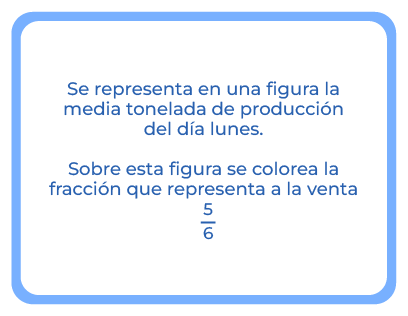 Se representa en una figura la
media tonelada de producción
del día lunes.
Sobre esta figura se colorea la
fracción que representa a la venta
5
6